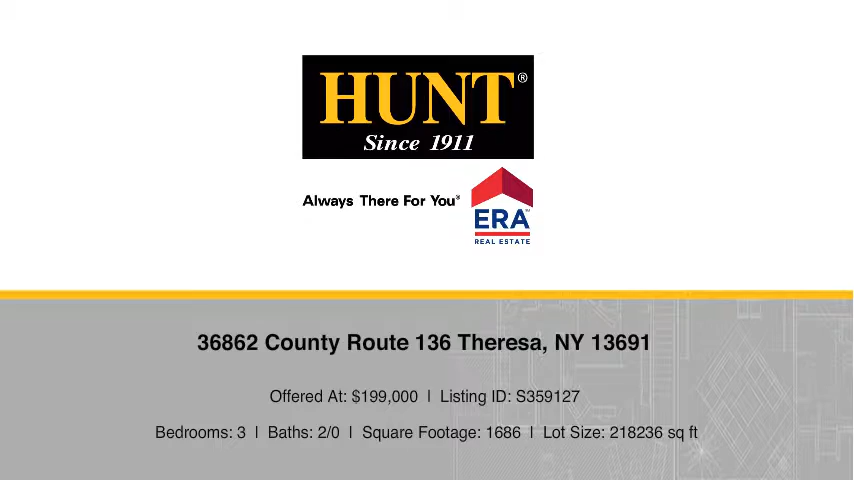 HUNT®
Since 1911
Always There For You®
ERA™
REAL ESTATE
36862 County Route 136 Theresa, NY 13691
Offered At: $199,000 | Listing ID: S359127
Bedrooms: 3 | Baths: 2/0 | Square Footage: 1686 | Lot Size: 218236 sq ft